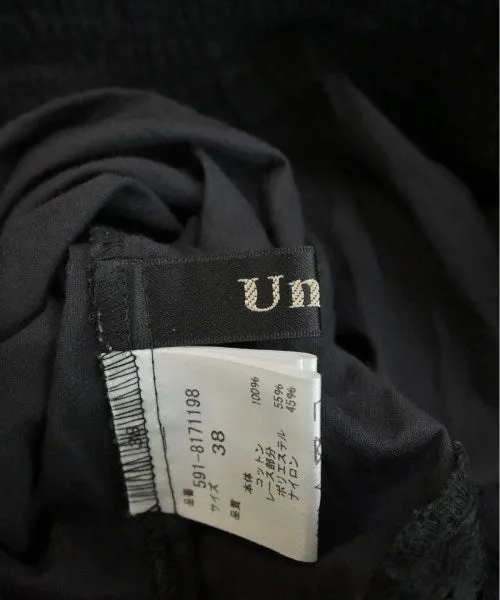 Un
品番
591-8171198
サイズ 38
品質 本体
コットン 100%
レース部分
ポリエステル 55%
ナイロン 45%
38